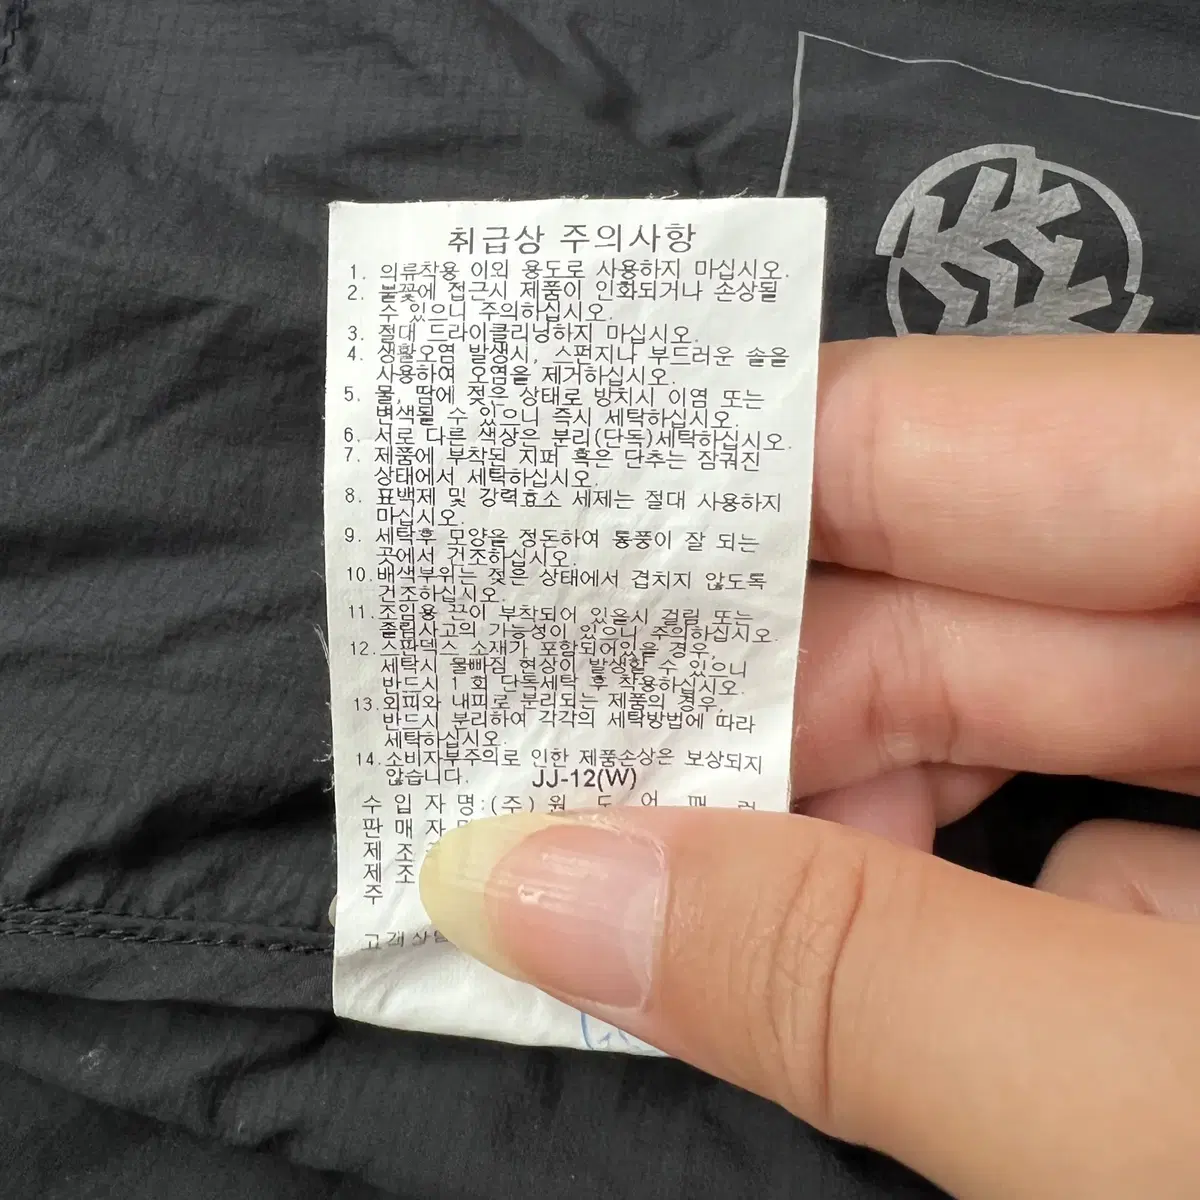 취급상 주의사항
1. 의류착용 이외 용도로 사용하지 마십시오.
2. 불꽃에 접근시 제품이 인화되거나 손상될
수 있으니 주의하십시오.
3. 절대 드라이클리닝하지 마십시오.
4. 생활오염 발생시, 스펀지나 부드러운 솔을
사용하여 오염을 제거하십시오.
5. 물, 땀에 젖은 상태로 방치시 이염 또는
변색될 수 있으니 즉시 세탁하십시오.
6. 서로 다른 색상은 분리(단독)세탁하십시오.
7. 제품에 부착된 지퍼 혹은 단추는 잠궈진
상태에서 세탁하십시오.
8. 표백제 및 강력효소 세제는 절대 사용하지
마십시오.
9. 세탁후 모양을 정돈하여 통풍이 잘 되는
곳에서 건조하십시오.
10. 배색부위는 젖은 상태에서 겹치지 않도록
건조하십시오.
11. 조임용 끈이 부착되어 있을시 걸림 또는
졸림사고의 가능성이 있으니 주의하십시오.
12. 스판덱스 소재가 포함되어있을 경우,
세탁시 물빠짐 현상이 발생할 수 있으니
반드시 1회 단독세탁 후 착용하십시오.
13. 외피와 내피로 분리되는 제품의 경우,
반드시 분리하여 각각의 세탁방법에 따라
세탁하십시오.
14. 소비자부주의로 인한 제품손상은 보상되지
않습니다. JJ-12(W)
수 입 자 명 : (주) 원
판 매 자
제 조
제 조
주
고객상담